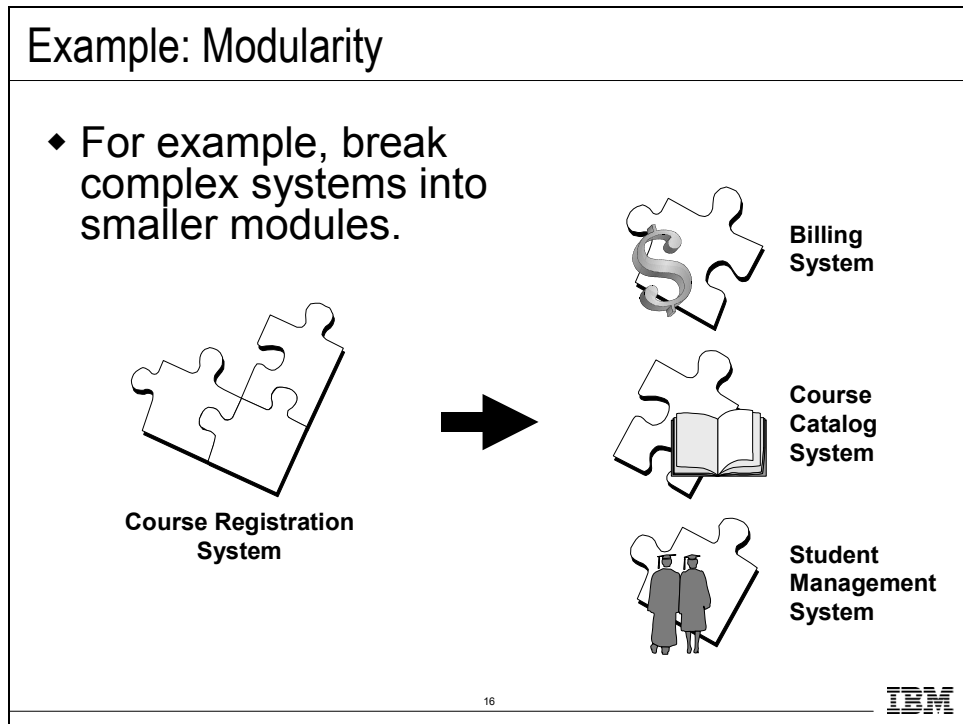 Example: Modularity
◆ For example, break
complex systems into
smaller modules.
Billing
System
Course
Catalog
System
Course Registration
System
Student
Management
System
16
IBM